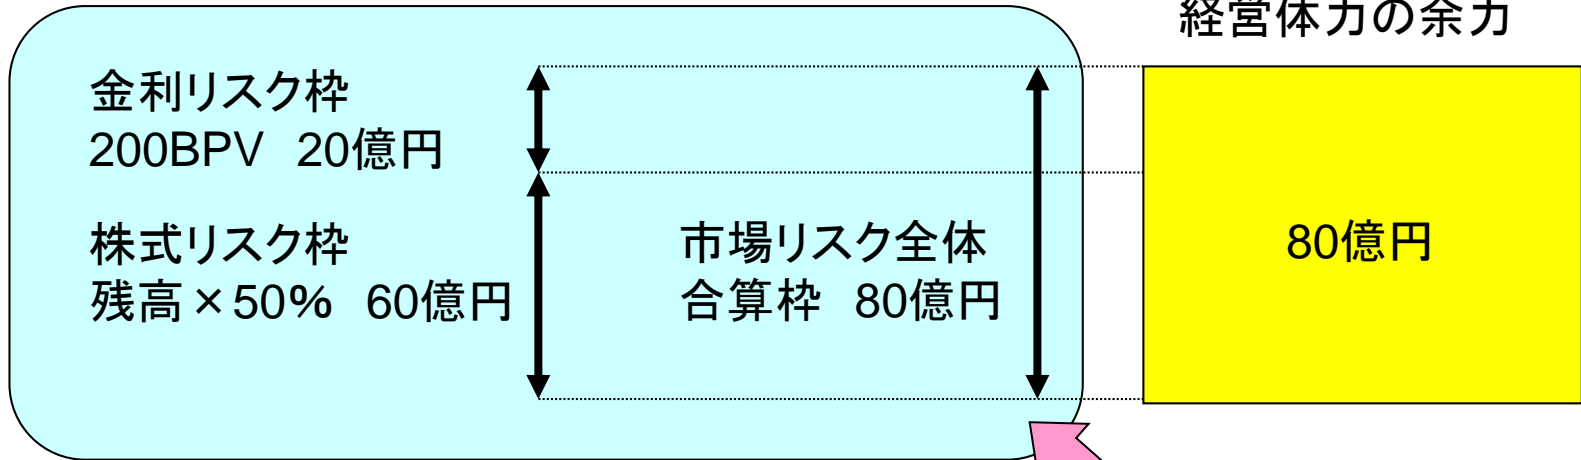 経営体力の余力
金利リスク枠
200BPV 20億円
株式リスク枠
残高×50% 60億円
市場リスク全体
合算枠 80億円
80億円